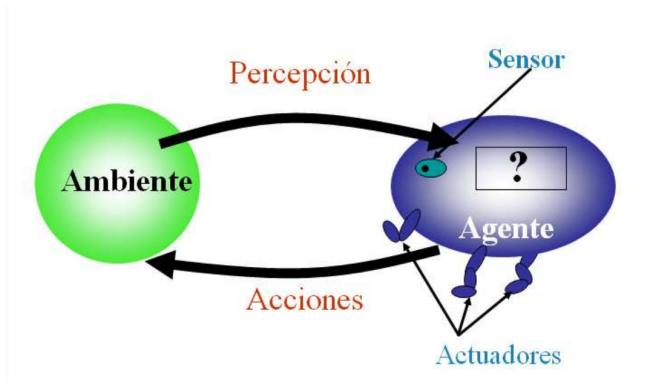 Sensor
Percepción
Ambiente
?
Agente
Acciones
Actuadores